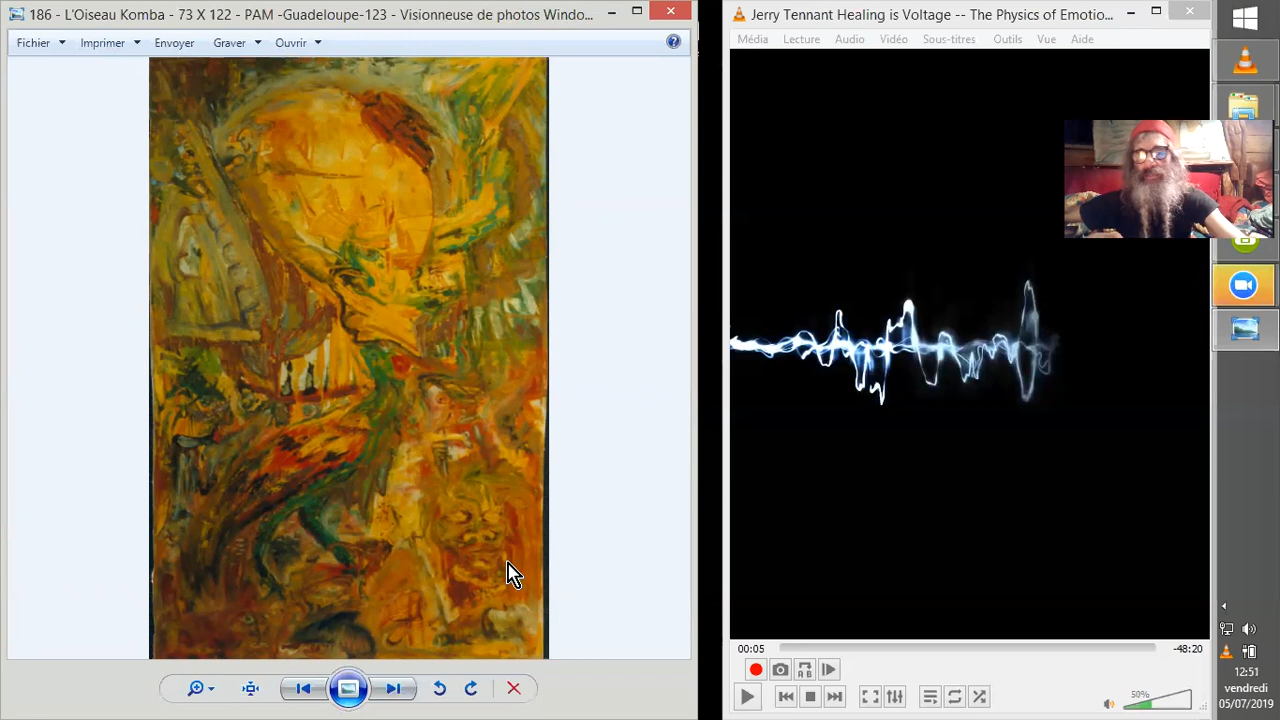 186 - L'Oiseau Komba - 73 X 122 - PAM -Guadeloupe-123 - Visionneuse de photos Windo...
Fichier Imprimer Envoyer Graver Ouvrir
Jerry Tennant Healing is Voltage -- The Physics of Emotio...
Média Lecture Audio Vidéo Sous-titres Outils Vue Aide
00:05 -48:20
50%
12:51
vendredi
05/07/2019